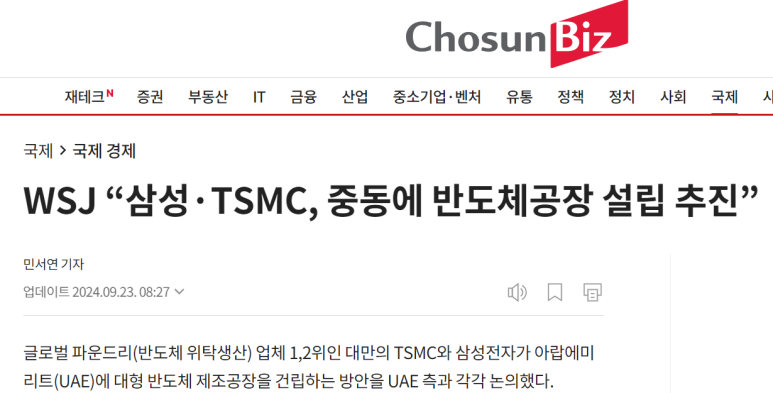 ChosunBiz
재테크N 증권 부동산 IT 금융 산업 중소기업·벤처 유통 정책 정치 사회 국제
국제 > 국제 경제
WSJ “삼성·TSMC, 중동에 반도체공장 설립 추진”
민서연 기자
업데이트 2024.09.23. 08:27
글로벌 파운드리(반도체 위탁생산) 업체 1,2위인 대만의 TSMC와 삼성전자가 아랍에미
리트(UAE)에 대형 반도체 제조공장을 건립하는 방안을 UAE 측과 각각 논의했다.